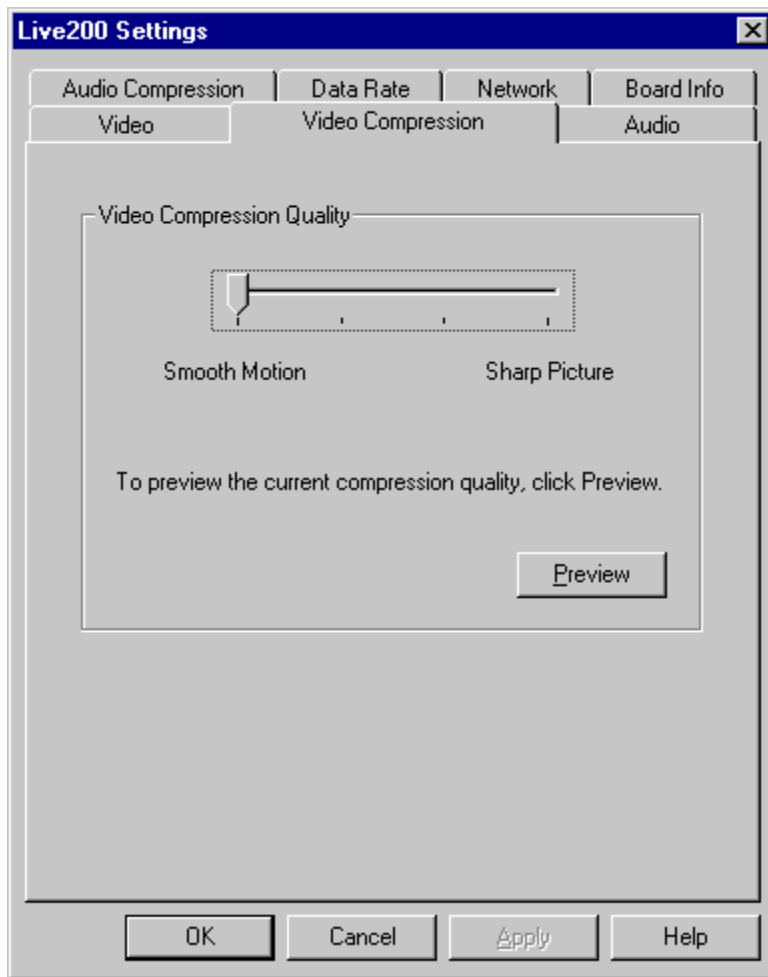 Live200 Settings
Audio Compression Data Rate Network Board Info
Video Video Compression Audio
Video Compression Quality
Smooth Motion Sharp Picture
To preview the current compression quality, click Preview.
Preview
OK Cancel Apply Help